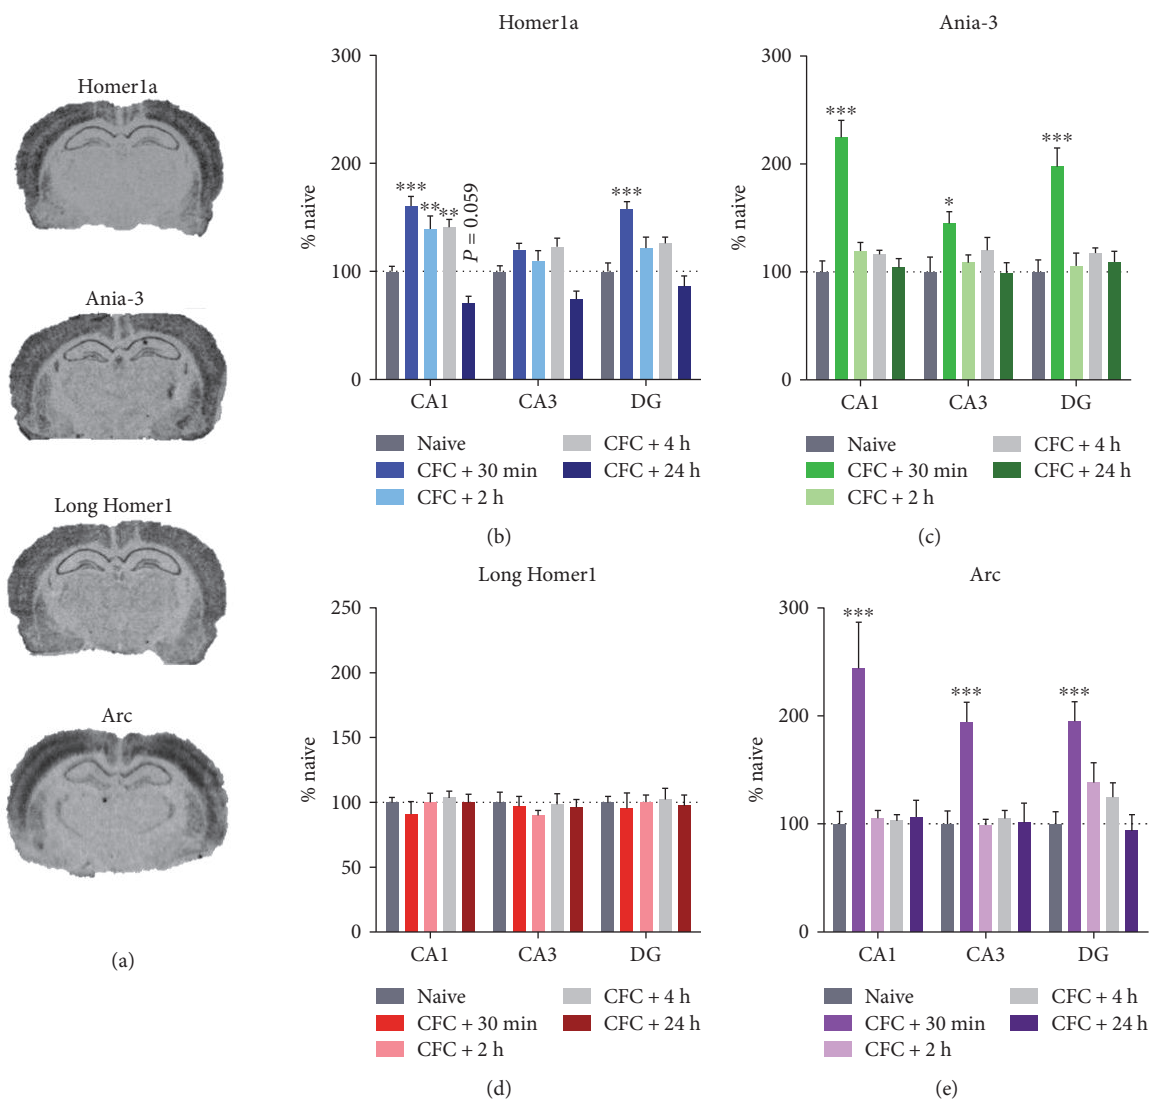 Homer1a
Ania-3
Long Homer1
Arc
(a)
Homer1a
% naive
300
200
100
0
*** ** ** P = 0.059
***
CA1 CA3 DG
Naive
CFC + 30 min
CFC + 2 h
CFC + 4 h
CFC + 24 h
(b)
Ania-3
% naive
300
200
100
0
***
*
***
CA1 CA3 DG
Naive
CFC + 30 min
CFC + 2 h
CFC + 4 h
CFC + 24 h
(c)
Long Homer1
% naive
250
200
150
100
50
0
CA1 CA3 DG
Naive
CFC + 30 min
CFC + 2 h
CFC + 4 h
CFC + 24 h
(d)
Arc
% naive
300
200
100
0
***
***
***
CA1 CA3 DG
Naive
CFC + 30 min
CFC + 2 h
CFC + 4 h
CFC + 24 h
(e)